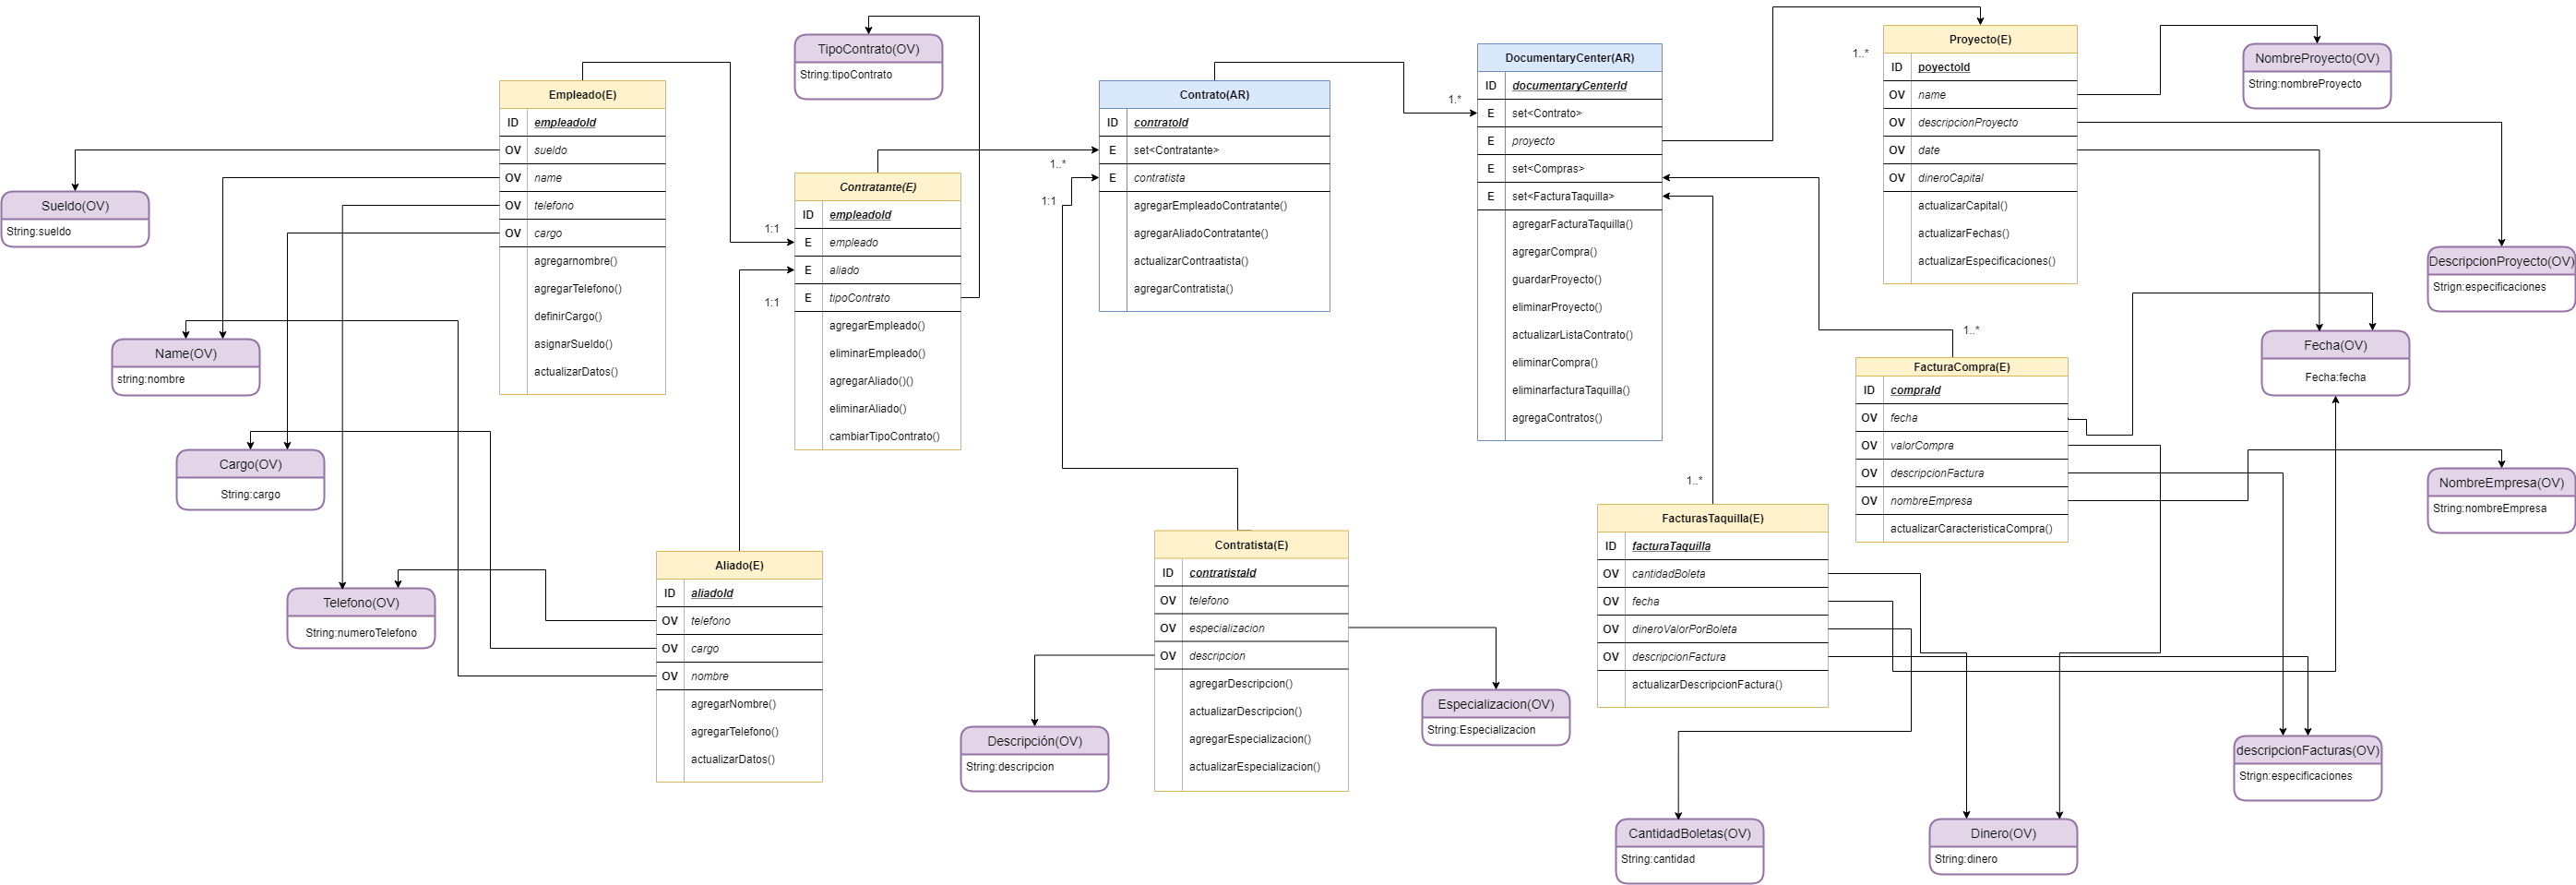 TipoContrato(OV)
String:tipoContrato
Empleado(E)
ID empleadoId
OV sueldo
OV name
OV telefono
OV cargo
agregarnombre()
agregarTelefono()
definirCargo()
asignarSueldo()
actualizarDatos()
Sueldo(OV)
String:sueldo
Name(OV)
string:nombre
Cargo(OV)
String:cargo
Telefono(OV)
String:numeroTelefono
1:1
1:1
Contratante(E)
ID empleadoId
E empleado
E aliado
E tipoContrato
agregarEmpleado()
eliminarEmpleado()
agregarAliado()()
eliminarAliado()
cambiarTipoContrato()
Aliado(E)
ID aliadoId
OV telefono
OV cargo
OV nombre
agregarNombre()
agregarTelefono()
actualizarDatos()
1..*
1:1
Contrato(AR)
ID contratoId
E set<Contratante>
E contratista
agregarEmpleadoContratante()
agregarAliadoContratante()
actualizarContraatista()
agregarContratista()
Contratista(E)
ID contratistaId
OV telefono
OV especializacion
OV descripcion
agregarDescripcion()
actualizarDescripcion()
agregarEspecializacion()
actualizarEspecializacion()
Descripción(OV)
String:descripcion
Especializacion(OV)
String:Especializacion
1.*
DocumentaryCenter(AR)
ID documentaryCenterId
E set<Contrato>
E proyecto
E set<Compras>
E set<FacturaTaquilla>
agregarFacturaTaquilla()
agregarCompra()
guardarProyecto()
eliminarProyecto()
actualizarListaContrato()
eliminarCompra()
eliminarfacturaTaquilla()
agregaContratos()
1..*
Proyecto(E)
ID poyectoId
OV name
OV descripcionProyecto
OV date
OV dineroCapital
actualizarCapital()
actualizarFechas()
actualizarEspecificaciones()
NombreProyecto(OV)
String:nombreProyecto
DescripcionProyecto(OV)
Strign:especificaciones
Fecha(OV)
Fecha:fecha
1..*
FacturaCompra(E)
ID compraId
OV fecha
OV valorCompra
OV descripcionFactura
OV nombreEmpresa
actualizarCaracteristicaCompra()
NombreEmpresa(OV)
String:nombreEmpresa
1..*
FacturasTaquilla(E)
ID facturaTaquilla
OV cantidadBoleta
OV fecha
OV dineroValorPorBoleta
OV descripcionFactura
actualizarDescripcionFactura()
descripcionFacturas(OV)
Strign:especificaciones
CantidadBoletas(OV)
String:cantidad
Dinero(OV)
String:dinero